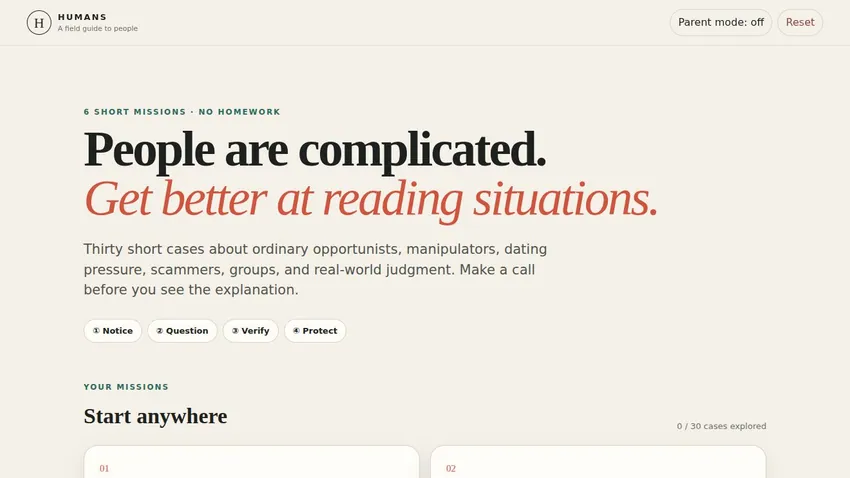 H
HUMANS
A field guide to people
Parent mode: off
Reset
6 SHORT MISSIONS · NO HOMEWORK
People are complicated.
Get better at reading situations.
Thirty short cases about ordinary opportunists, manipulators, dating
pressure, scammers, groups, and real-world judgment. Make a call
before you see the explanation.
① Notice
② Question
③ Verify
④ Protect
YOUR MISSIONS
Start anywhere
0 / 30 cases explored
01
02